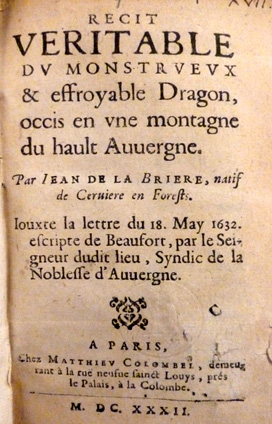 RECIT
VERITABLE
DV MONSTRVEVX
& effroyable Dragon,
occis en vne montagne
du hault Auuergne.
Par IEAN DE LA BRIERE, natif
de Ceruiere en Forests.
Iouxte la lettre du 18. May 1632.
escripte de Beaufort, par le Sei-
gneur dudit lieu, Syndic de la
Noblesse d'Auuergne.
A PARIS,
Chez MATTHIEV COLOMBEL, demeu-
rant à la rue neufue sainct Louys, prés
le Palais, à la Colombe.
M. DC. XXXII.